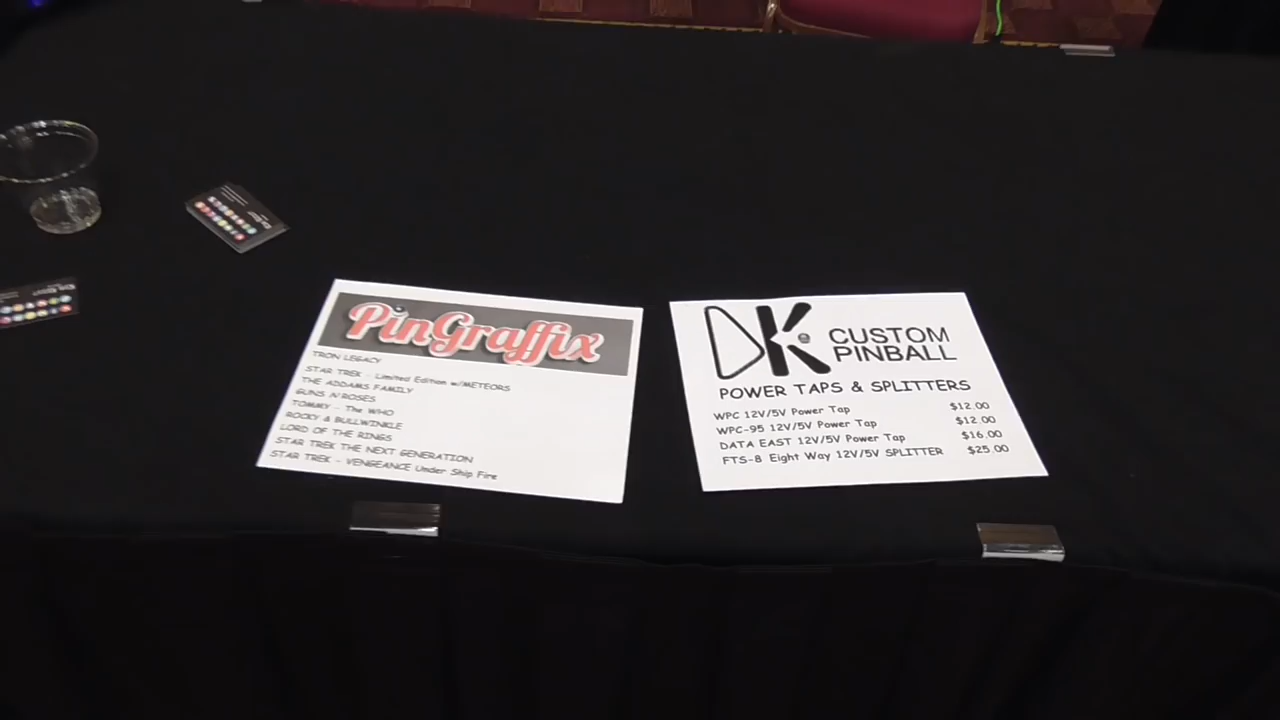 PinGraffix
TRON LEGACY
STAR TREK - Limited Edition w/METEORS
THE ADDAMS FAMILY
GUNS N' ROSES
TOMMY - The WHO
ROCKY & BULLWINKLE
LORD OF THE RINGS
STAR TREK THE NEXT GENERATION
STAR TREK - VENGEANCE Under Ship Fire
DK CUSTOM
PINBALL
POWER TAPS & SPLITTERS
WPC 12V/5V Power Tap $12.00
WPC-95 12V/5V Power Tap $12.00
DATA EAST 12V/5V Power Tap $16.00
FTS-8 Eight Way 12V/5V SPLITTER $25.00